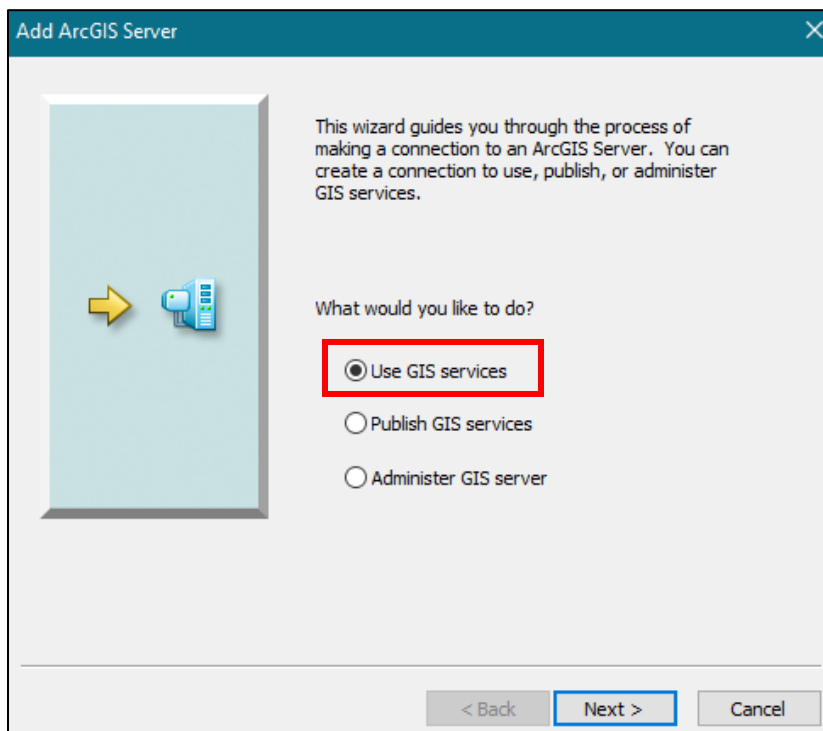 Add ArcGIS Server
This wizard guides you through the process of
making a connection to an ArcGIS Server. You can
create a connection to use, publish, or administer
GIS services.
What would you like to do?
Use GIS services
Publish GIS services
Administer GIS server
< Back Next > Cancel